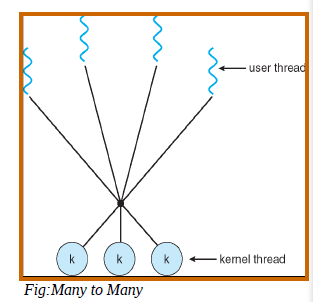 user thread
k k k
kernel thread
Fig:Many to Many